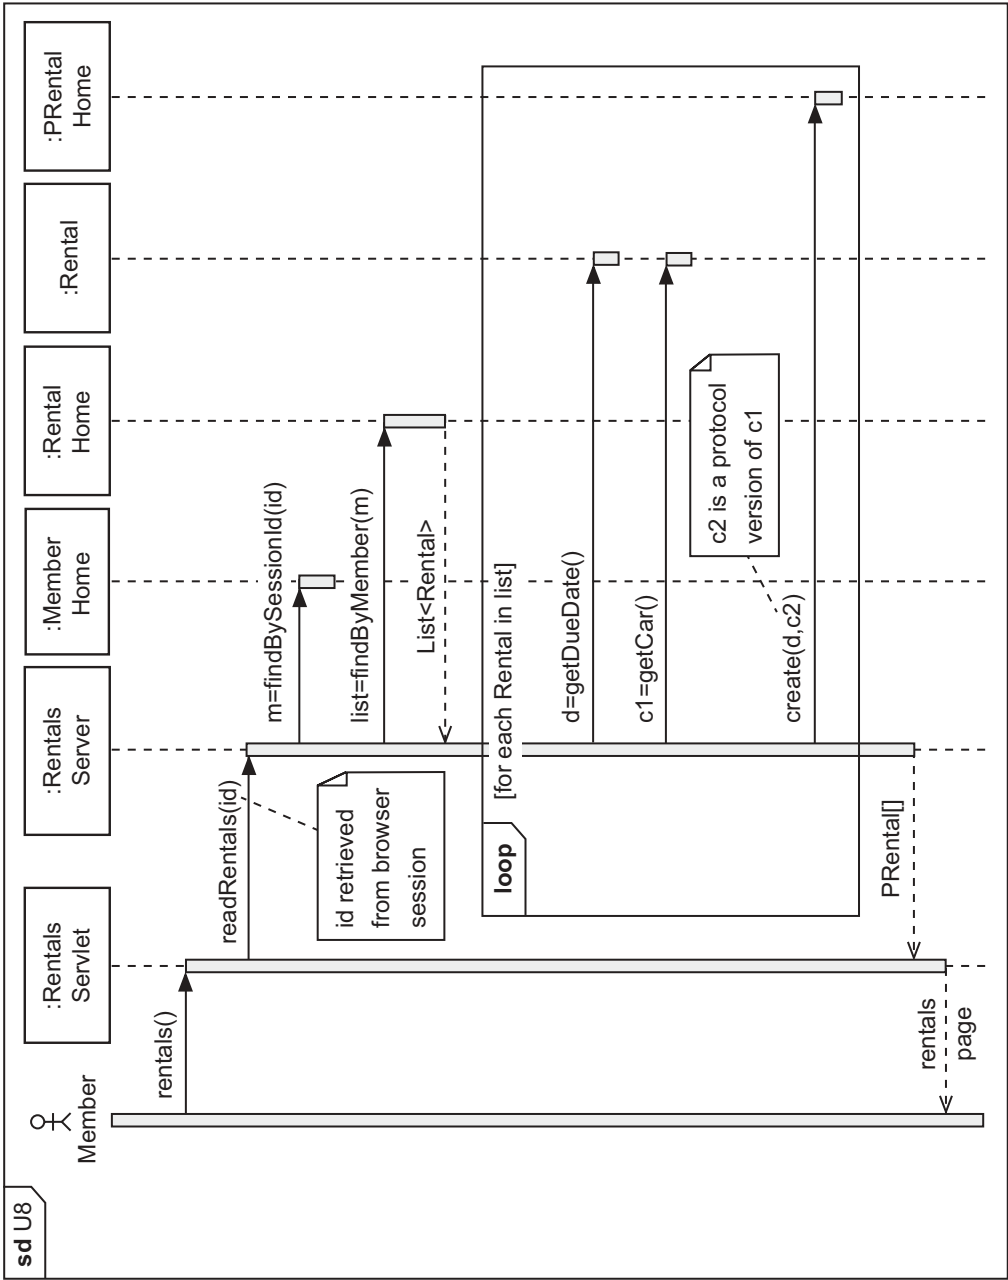 sd U8
Member
:Rentals
Servlet
:Rentals
Server
:Member
Home
:Rental
Home
:Rental
:PRental
Home
rentals()
readRentals(id)
id retrieved
from browser
session
m=findBySessionId(id)
list=findByMember(m)
List<Rental>
loop
[for each Rental in list]
d=getDueDate()
c1=getCar()
c2 is a protocol
version of c1
create(d,c2)
PRental[]
rentals
page